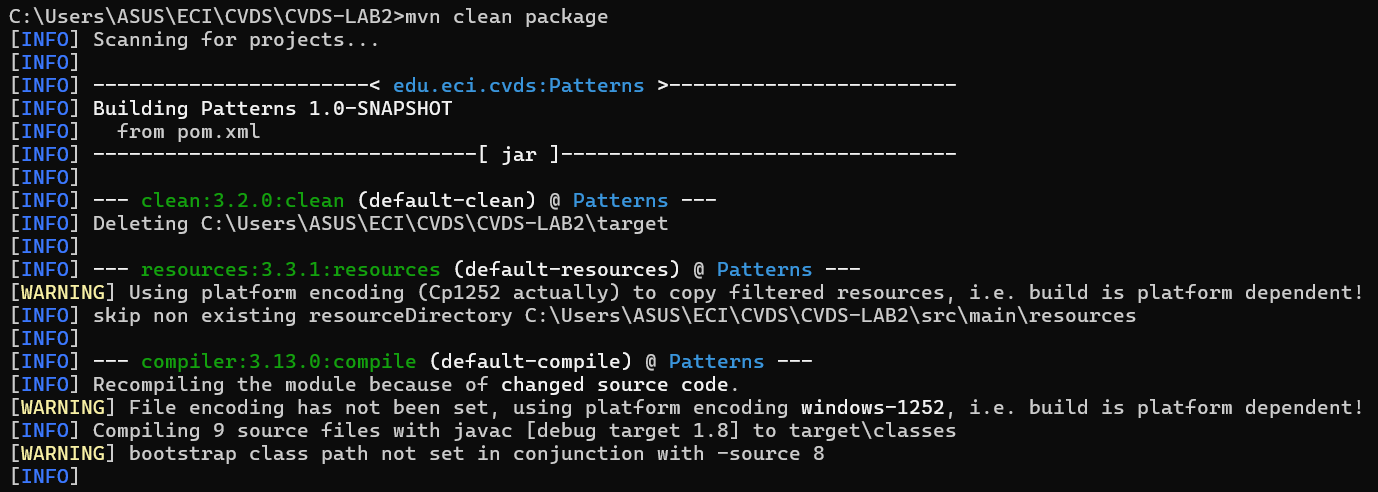 C:\Users\ASUS\ECI\CVDS\CVDS-LAB2>mvn clean package
[INFO] Scanning for projects...
[INFO]
[INFO] -----------------------< edu.eci.cvds:Patterns >------------------------
[INFO] Building Patterns 1.0-SNAPSHOT
[INFO]   from pom.xml
[INFO] --------------------------------[ jar ]---------------------------------
[INFO]
[INFO] --- clean:3.2.0:clean (default-clean) @ Patterns ---
[INFO] Deleting C:\Users\ASUS\ECI\CVDS\CVDS-LAB2\target
[INFO]
[INFO] --- resources:3.3.1:resources (default-resources) @ Patterns ---
[WARNING] Using platform encoding (Cp1252 actually) to copy filtered resources, i.e. build is platform dependent!
[INFO] skip non existing resourceDirectory C:\Users\ASUS\ECI\CVDS\CVDS-LAB2\src\main\resources
[INFO]
[INFO] --- compiler:3.13.0:compile (default-compile) @ Patterns ---
[INFO] Recompiling the module because of changed source code.
[WARNING] File encoding has not been set, using platform encoding windows-1252, i.e. build is platform dependent!
[INFO] Compiling 9 source files with javac [debug target 1.8] to target\classes
[WARNING] bootstrap class path not set in conjunction with -source 8
[INFO]